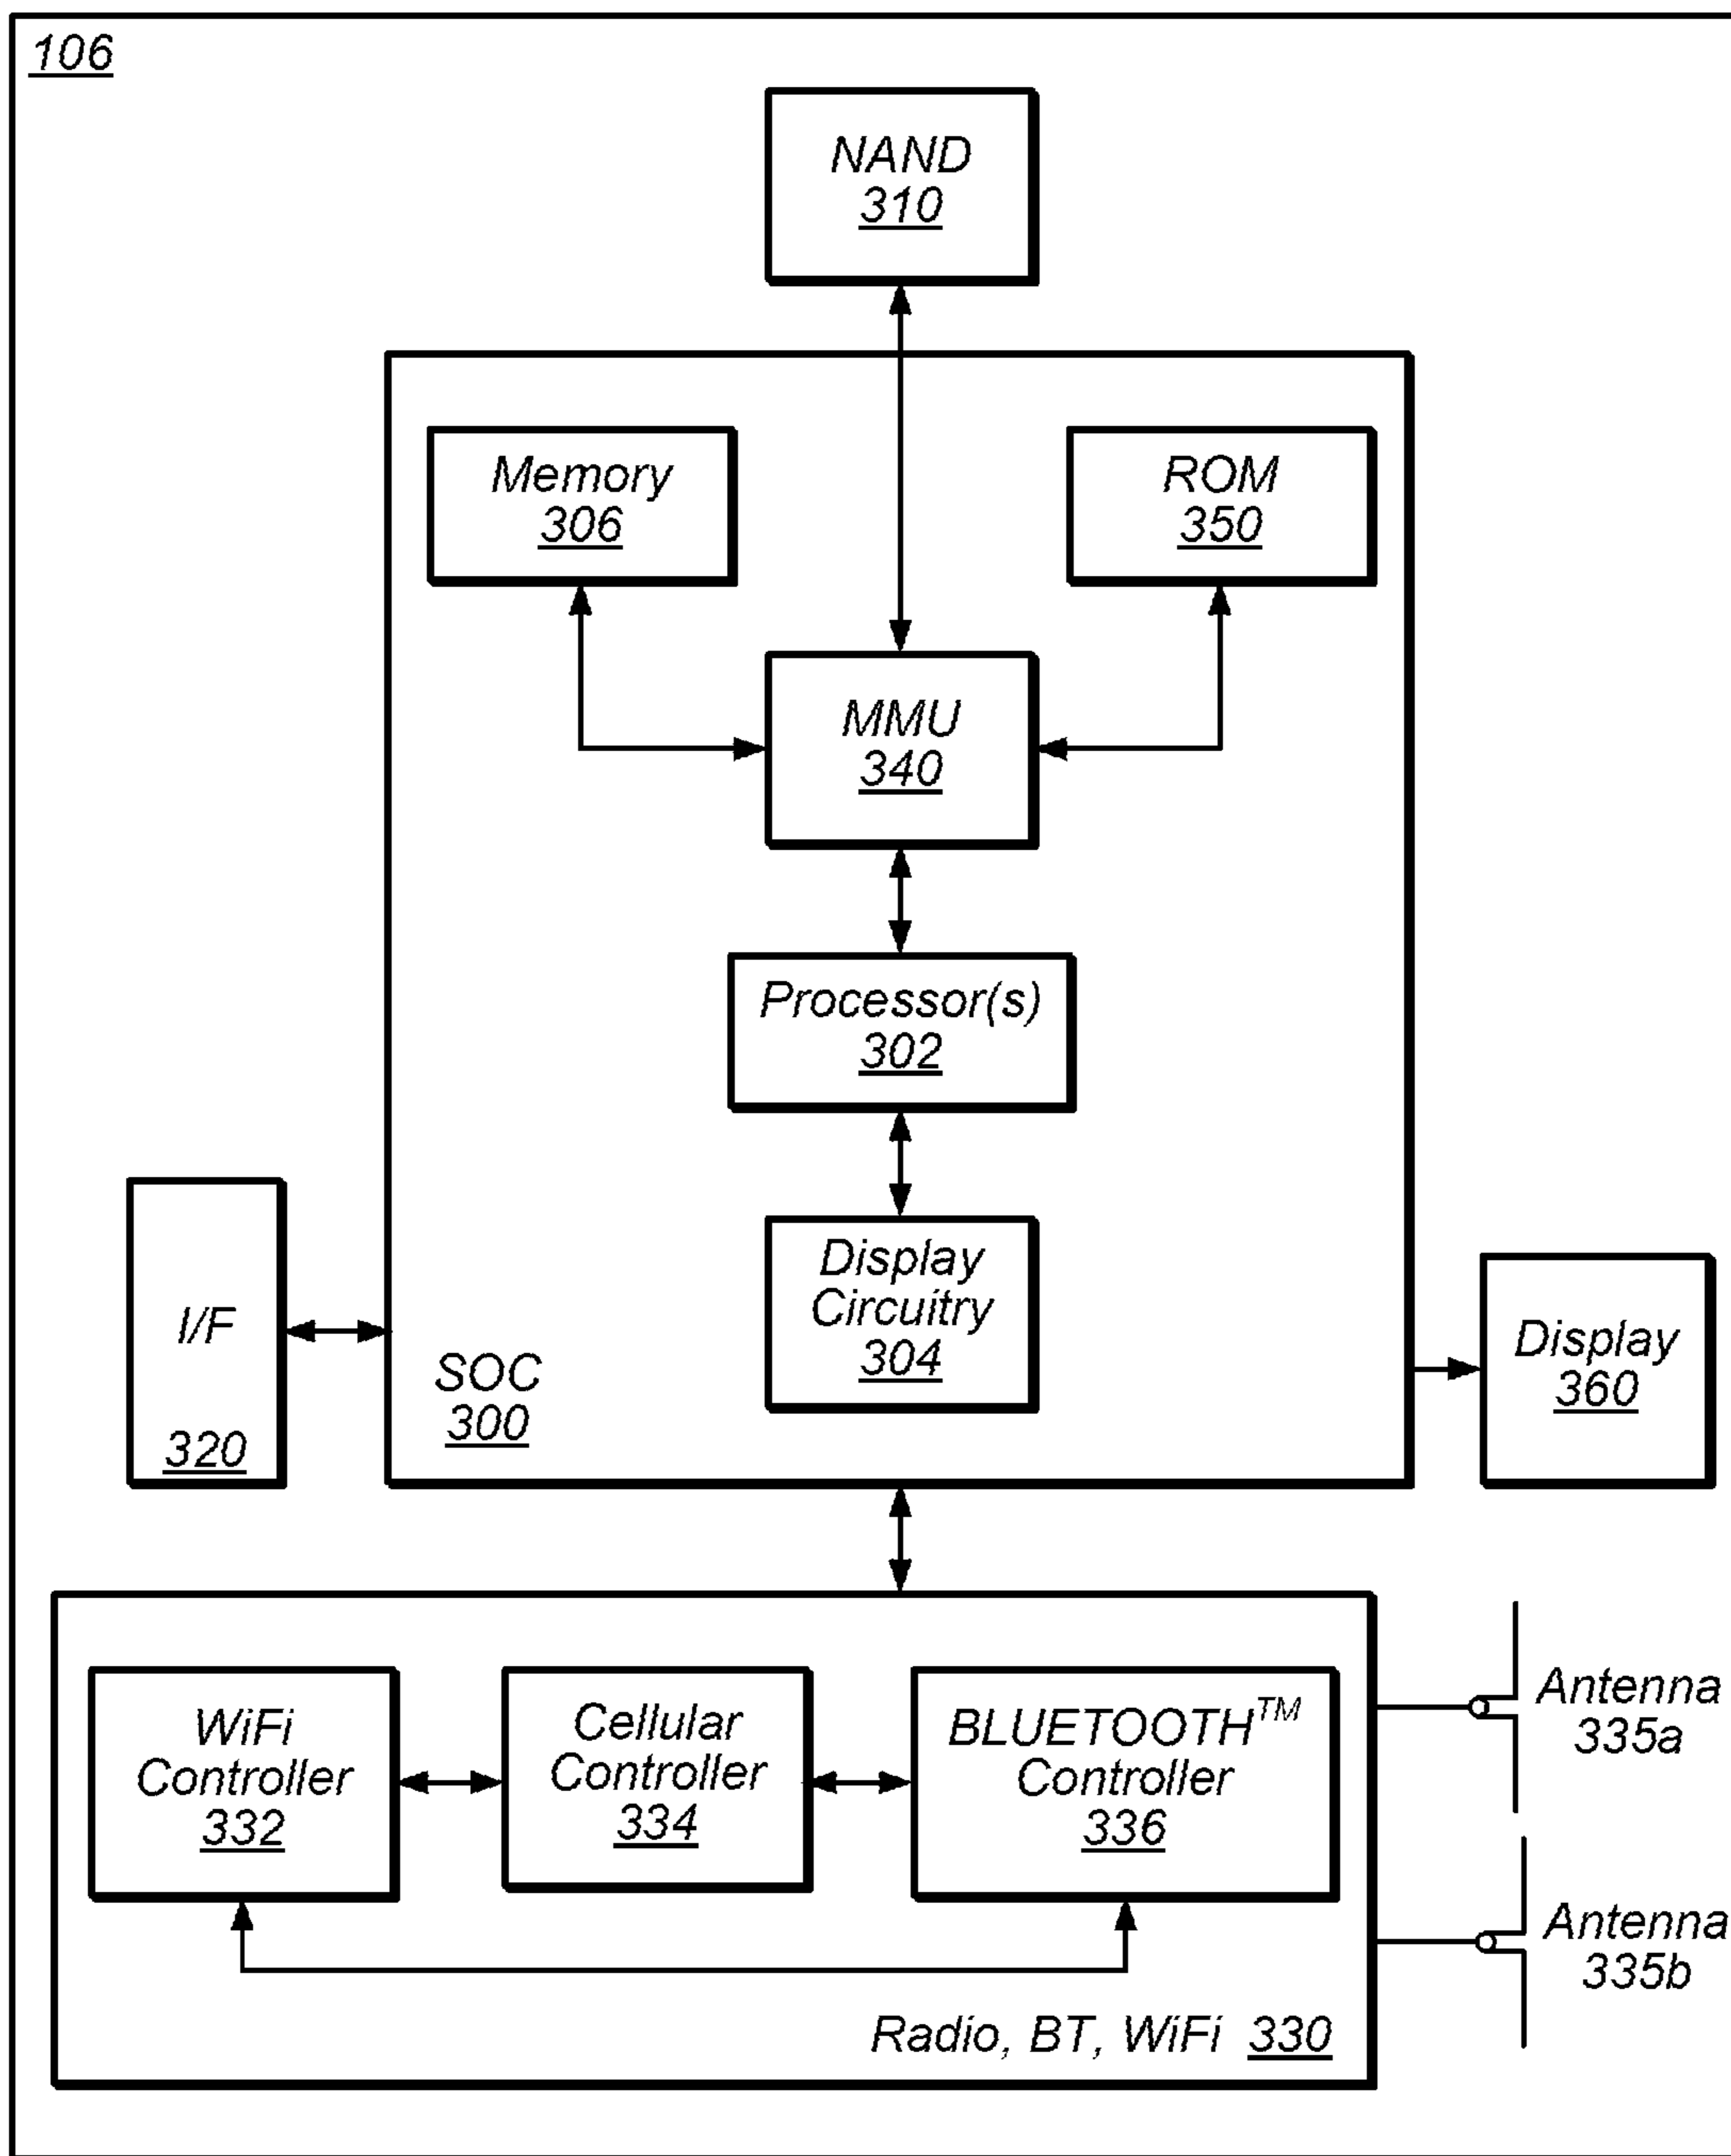 106
NAND
310
Memory
306
ROM
350
MMU
340
Processor(s)
302
Display
Circuitry
304
I/F
320
SOC
300
Display
360
WiFi
Controller
332
Cellular
Controller
334
BLUETOOTH™
Controller
336
Antenna
335a
Antenna
335b
Radio, BT, WiFi 330